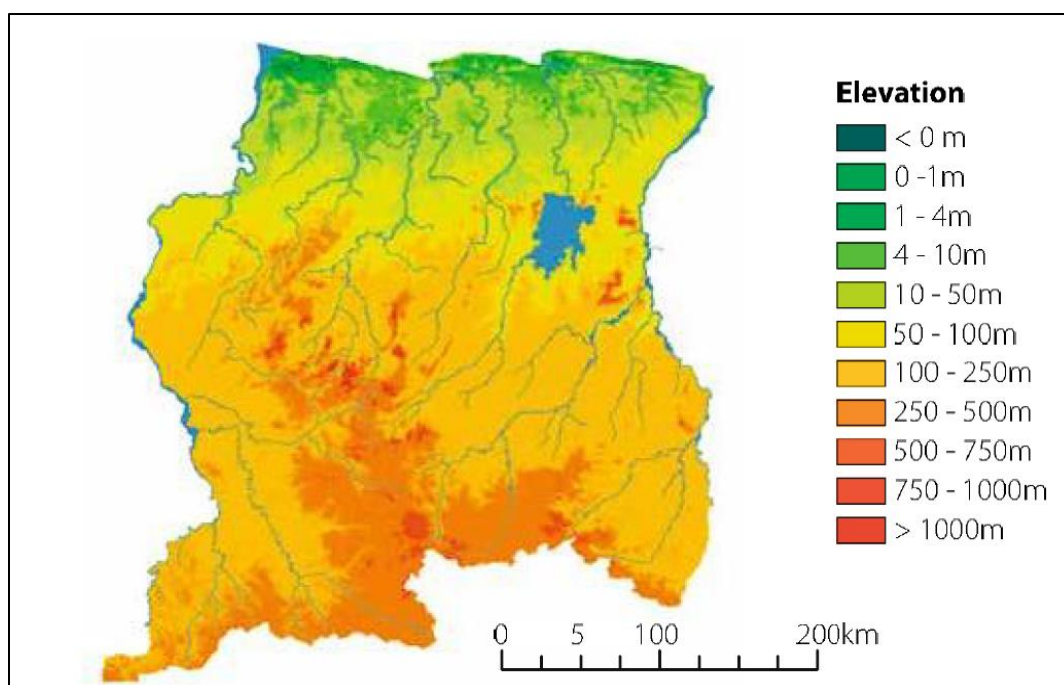 Elevation
< 0 m
0 -1m
1 - 4m
4 - 10m
10 - 50m
50 - 100m
100 - 250m
250 - 500m
500 - 750m
750 - 1000m
> 1000m
0 5 100 200km